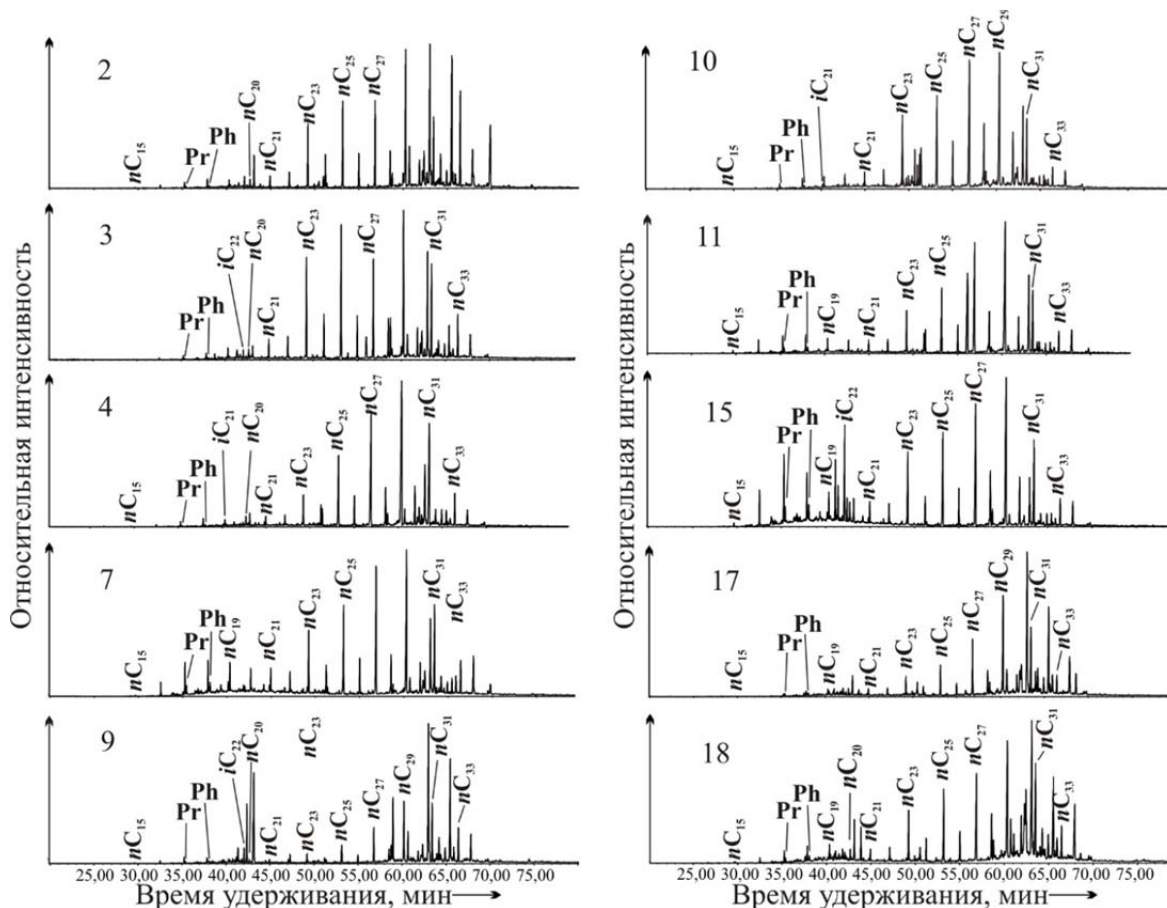 Относительная интенсивность
2
nC15
Pr
Ph
nC20
nC21
nC23
nC25
nC27
3
Pr
Ph
iC22
nC20
nC21
nC23
nC27
nC31
nC33
4
nC15
Pr
Ph
iC21
nC20
nC21
nC23
nC25
nC27
nC31
nC33
7
nC15
Pr
Ph
nC19
nC21
nC23
nC25
nC31
nC33
9
nC15
Pr
Ph
iC22
nC20
nC21
nC23
nC23
nC25
nC27
nC29
nC31
nC33
25,00 30,00 35,00 40,00 45,00 50,00 55,00 60,00 65,00 70,00 75,00
Время удерживания, мин
Относительная интенсивность
10
nC15
Pr
Ph
iC21
nC21
nC23
nC25
nC27
nC29
nC31
nC33
11
nC15
Pr
Ph
nC19
nC21
nC23
nC25
nC31
nC33
15
nC15
Pr
Ph
nC19
iC22
nC21
nC23
nC25
nC27
nC31
nC33
17
nC15
Pr
Ph
nC19
nC21
nC23
nC25
nC27
nC29
nC31
nC33
18
nC15
Pr
Ph
nC19
nC20
nC21
nC23
nC25
nC27
nC31
nC33
25,00 30,00 35,00 40,00 45,00 50,00 55,00 60,00 65,00 70,00 75,00
Время удерживания, мин